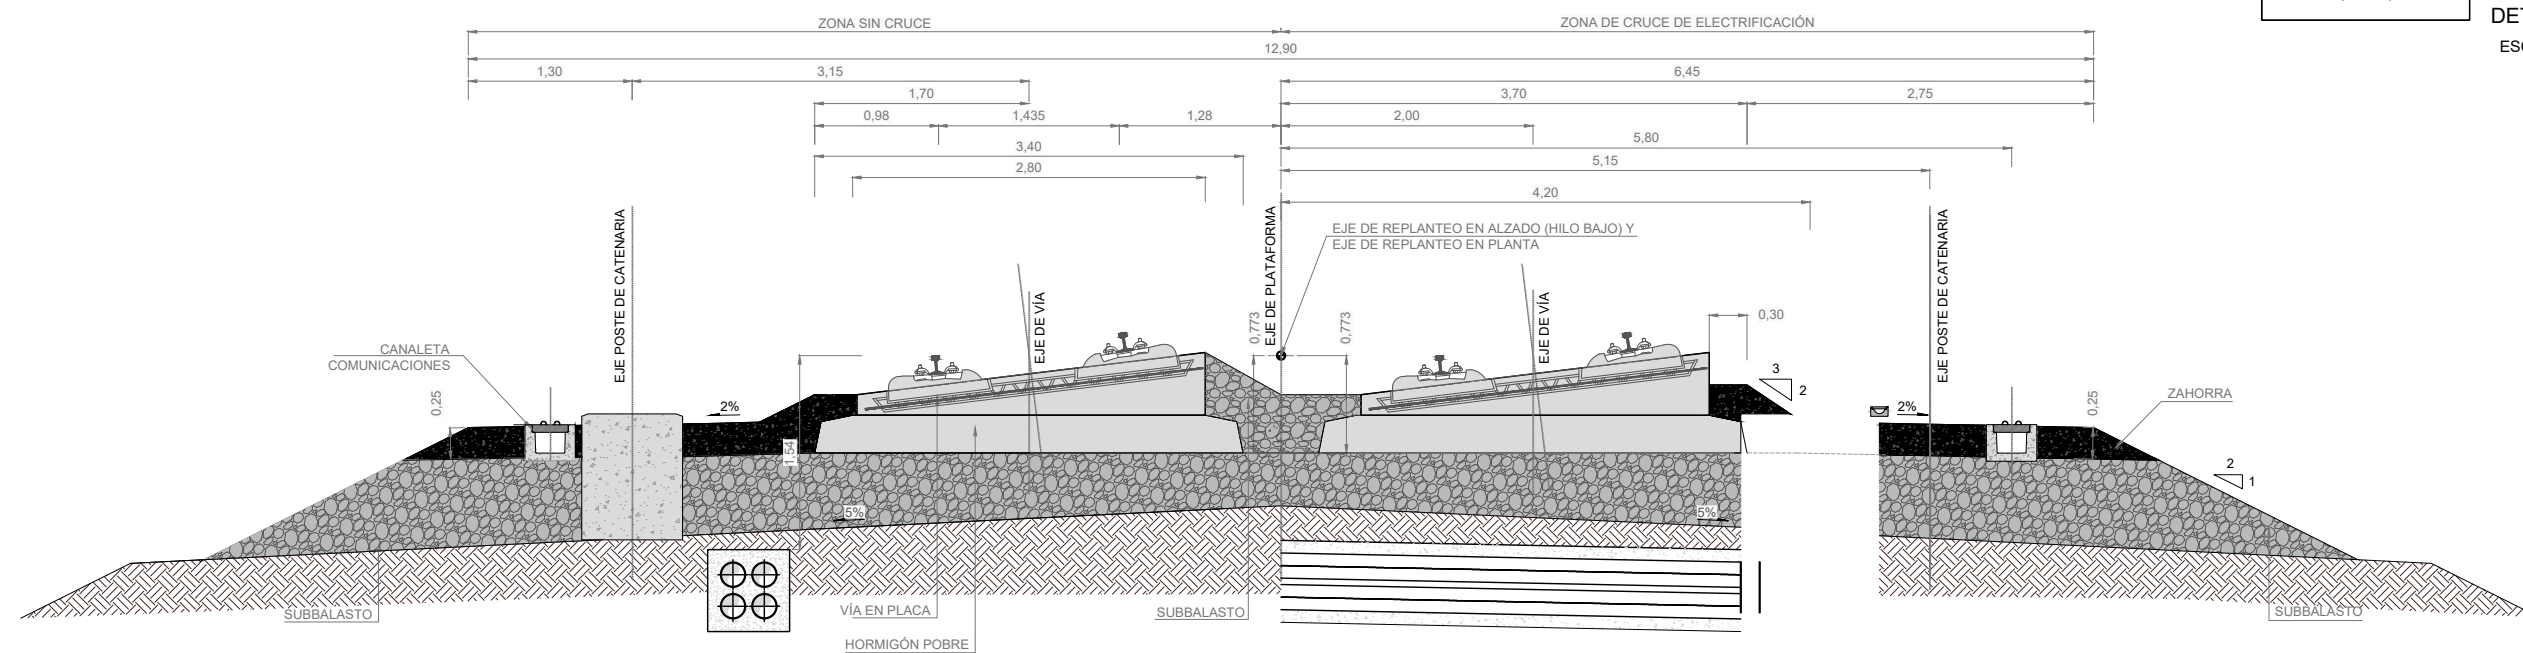 ZONA SIN CRUCE
ZONA DE CRUCE DE ELECTRIFICACIÓN
DE
12,90
ES
1,30
3,15
6,45
1,70
3,70
2,75
0,98
1,435
1,28
2,00
5,80
3,40
5,15
2,80
4,20
EJE POSTE DE CATENARIA
EJE DE PLATAFORMA
EJE POSTE DE CATENARIA
EJE DE REPLANTEO EN ALZADO (HILO BAJO) Y
EJE DE REPLANTEO EN PLANTA
EJE DE VÍA
EJE DE VÍA
0,773
0,773
0,30
CANALETA
COMUNICACIONES
3
2
ZAHORRA
0,25
2%
2%
0,25
1,54
2
1
5%
5%
SUBBALASTO
VÍA EN PLACA
SUBBALASTO
SUBBALASTO
HORMIGÓN POBRE